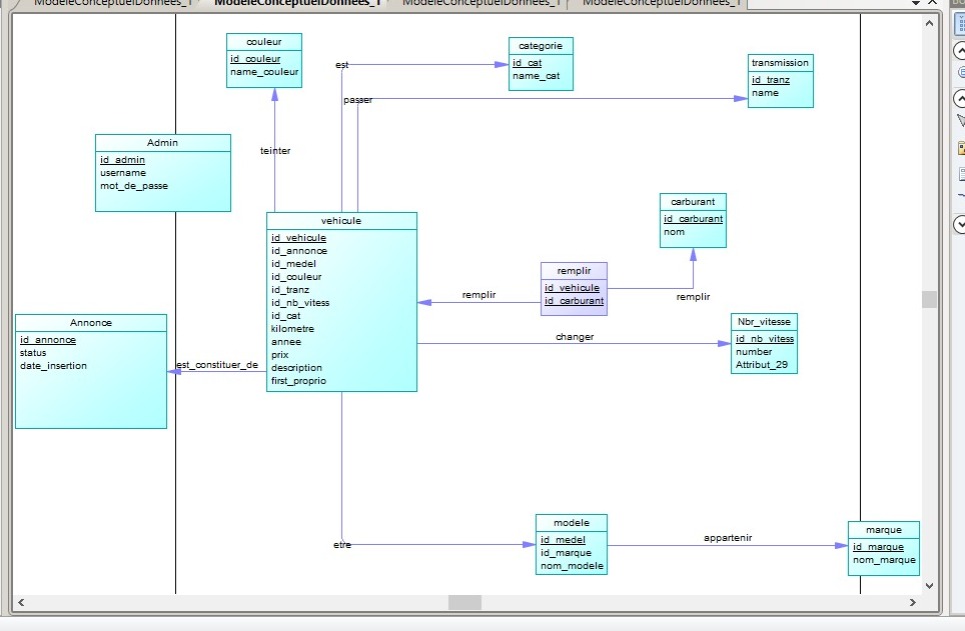 ModeleConceptuelDonnees_1
ModeleConceptuelDonnees_1
ModeleConceptuelDonnees_1
ModeleConceptuelDonnees_1
couleur
id_couleur
name_couleur
categorie
id_cat
name_cat
transmission
id_tranz
name
est
passer
teinter
Admin
id_admin
username
mot_de_passe
vehicule
id_vehicule
id_annonce
id_medel
id_couleur
id_tranz
id_nb_vitess
id_cat
kilometre
annee
prix
description
first_proprio
carburant
id_carburant
nom
remplir
id_vehicule
id_carburant
remplir
remplir
changer
Nbr_vitesse
id_nb_vitess
number
Attribut_29
Annonce
id_annonce
status
date_insertion
est_constituer_de
etre
modele
id_medel
id_marque
nom_modele
appartenir
marque
id_marque
nom_marque